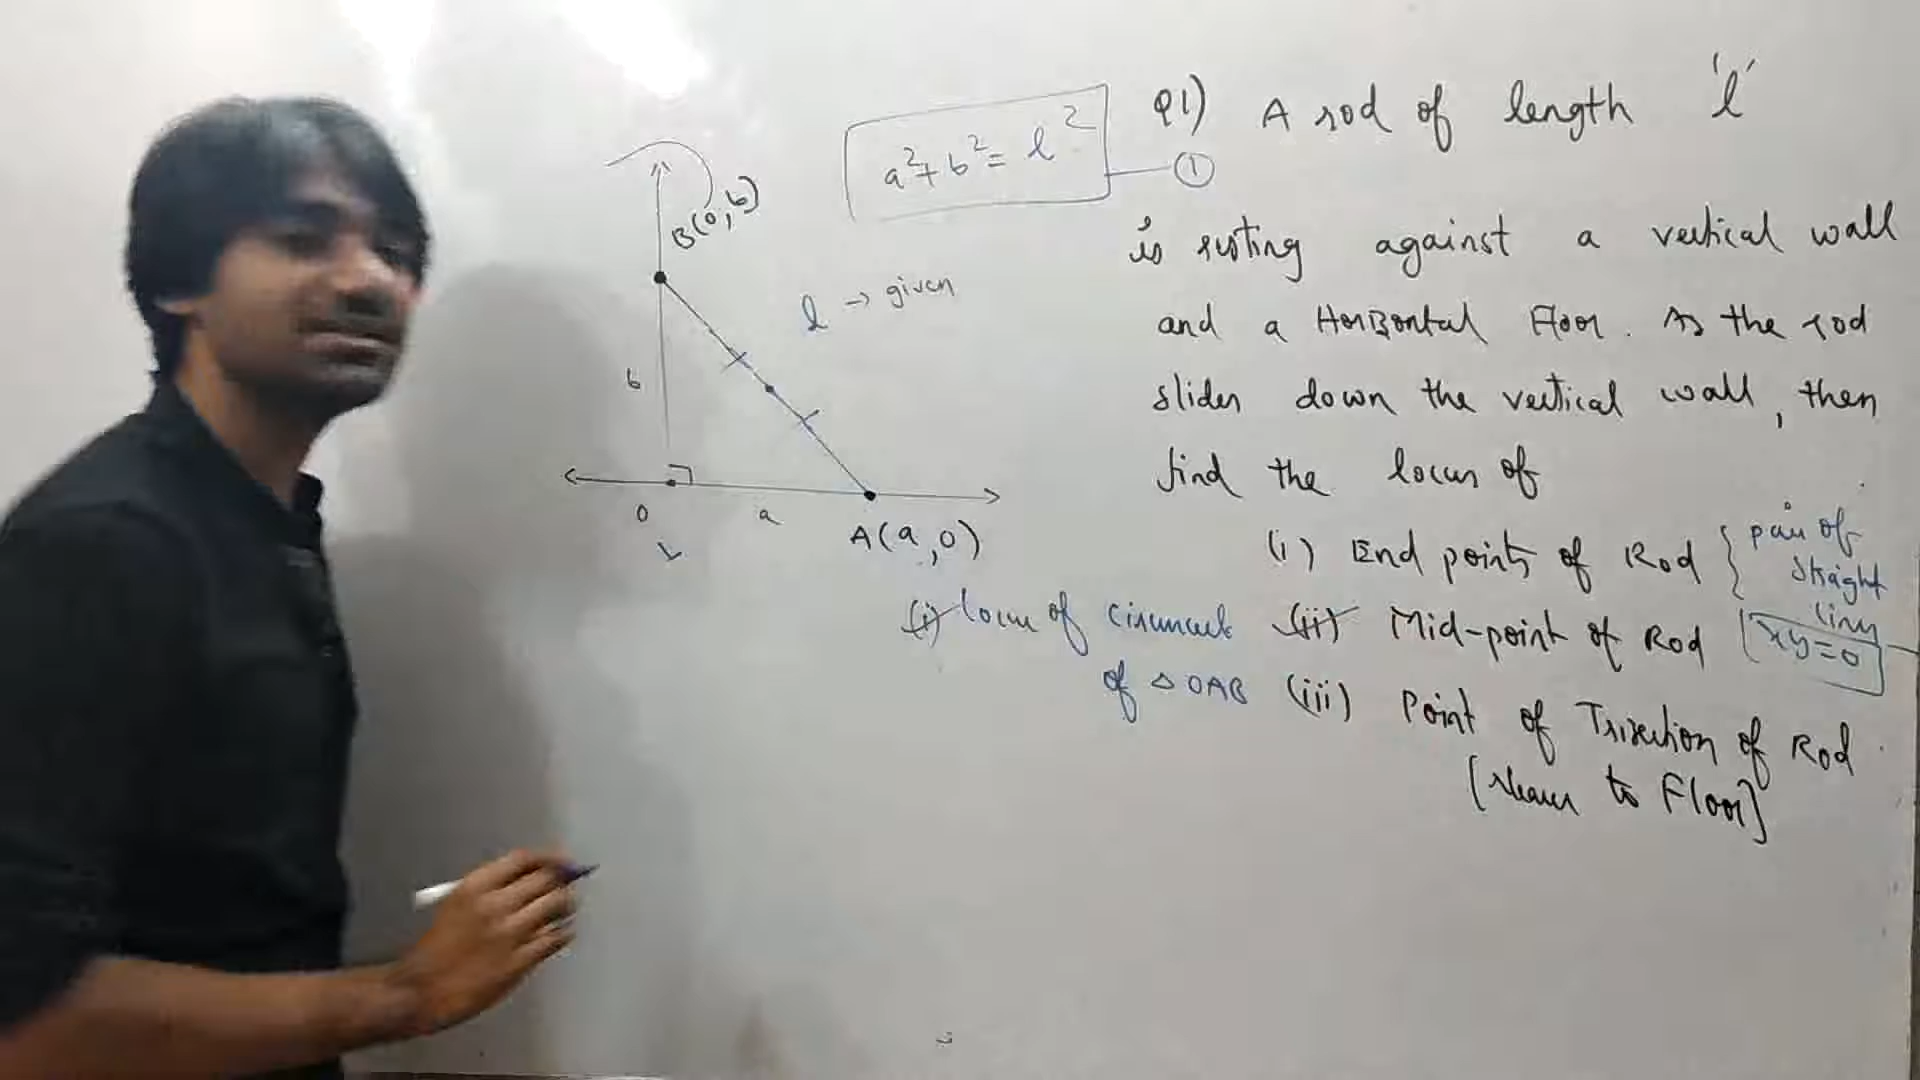 Q1) A rod of length 'l'
is resting against a vertical wall
and a Horizontal Floor. As the rod
slides down the vertical wall, then
find the locus of
(i) End points of Rod { pair of
straight
lines
xy=0
(ii) Mid-point of Rod
(iii) Point of Trisection of Rod
[Nearer to Floor]
a²+b²= l² — ①
B(0,b)
l → given
b
0
a
A(a,0)
(i) locus of
of △OAB